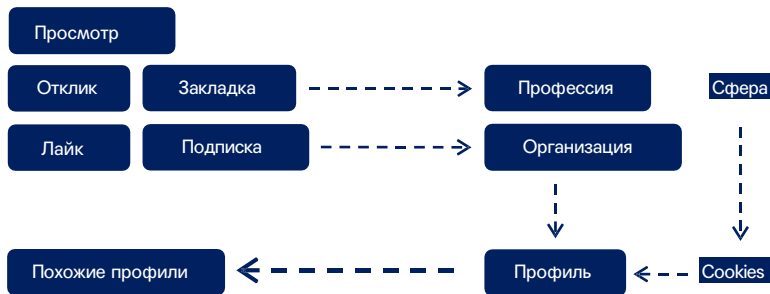 Просмотр
Отклик Закладка Профессия Сфера
Лайк Подписка Организация
Похожие профили Профиль Cookies